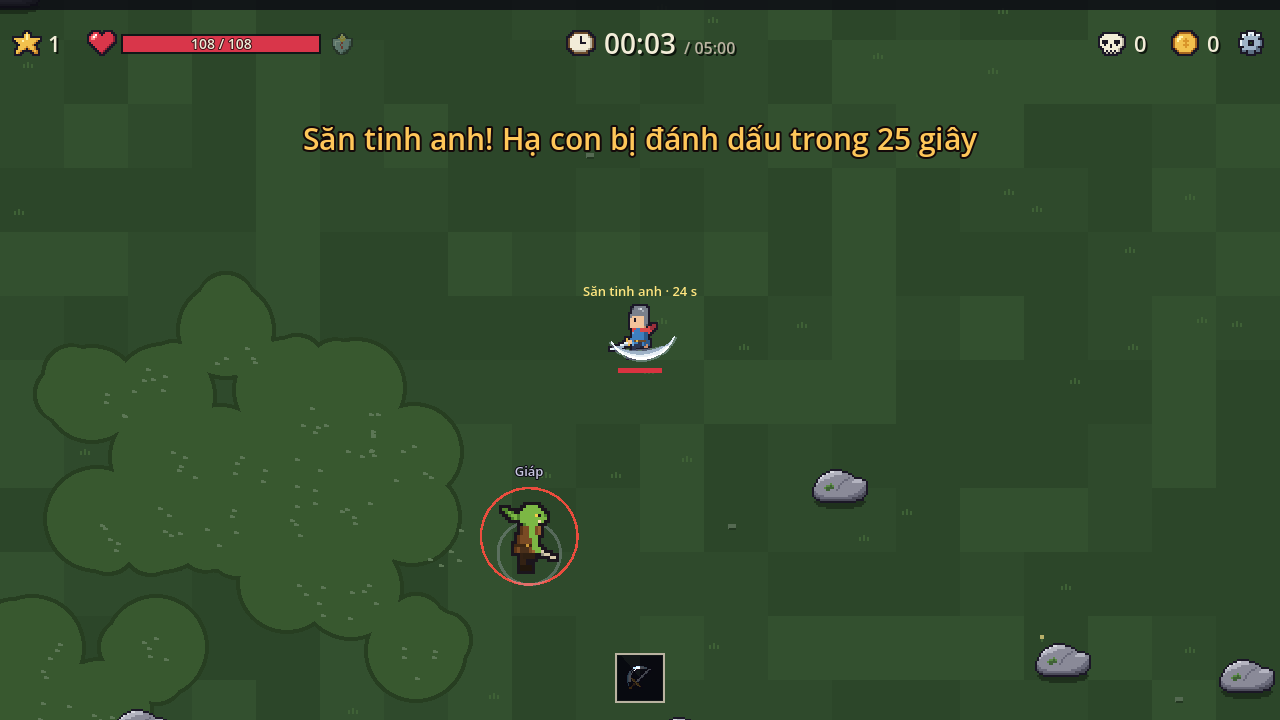 1
108 / 108
00:03 / 05:00
0
0
Săn tinh anh! Hạ con bị đánh dấu trong 25 giây
Săn tinh anh · 24 s
Giáp